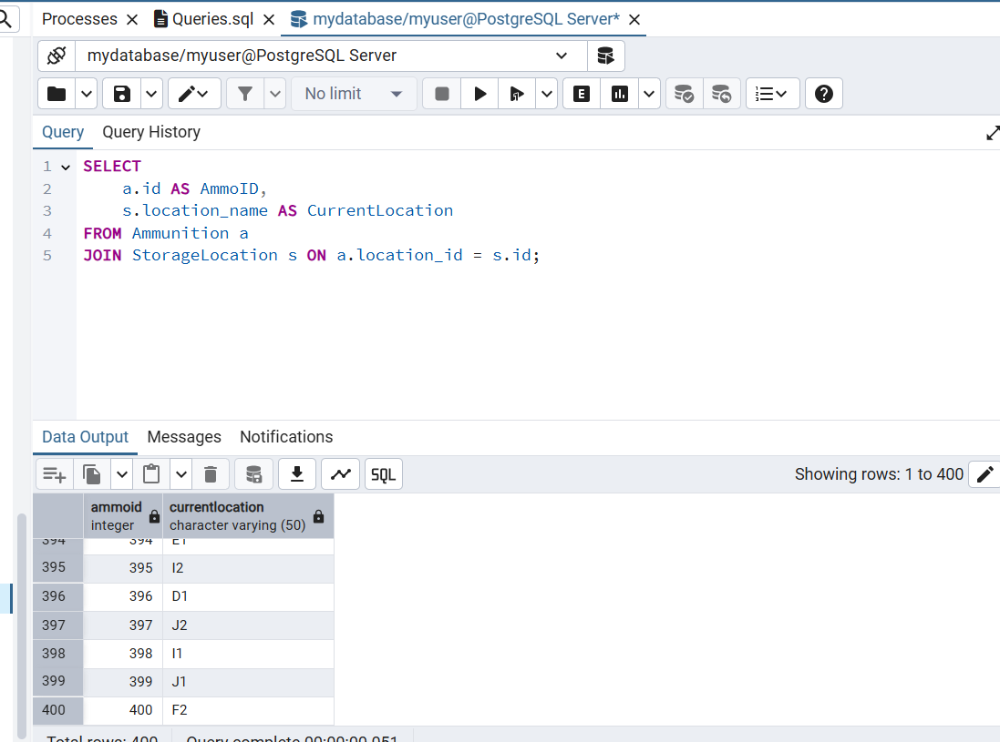 Processes Queries.sql mydatabase/myuser@PostgreSQL Server*
mydatabase/myuser@PostgreSQL Server
No limit E
Query Query History
1 SELECT
2 a.id AS AmmoID,
3 s.location_name AS CurrentLocation
4 FROM Ammunition a
5 JOIN StorageLocation s ON a.location_id = s.id;
Data Output Messages Notifications
SQL Showing rows: 1 to 400
ammoid currentlocation
integer character varying (50)
394 394 E1
395 395 I2
396 396 D1
397 397 J2
398 398 I1
399 399 J1
400 400 F2
Total rows: 400 Query complete 00:00:00.051